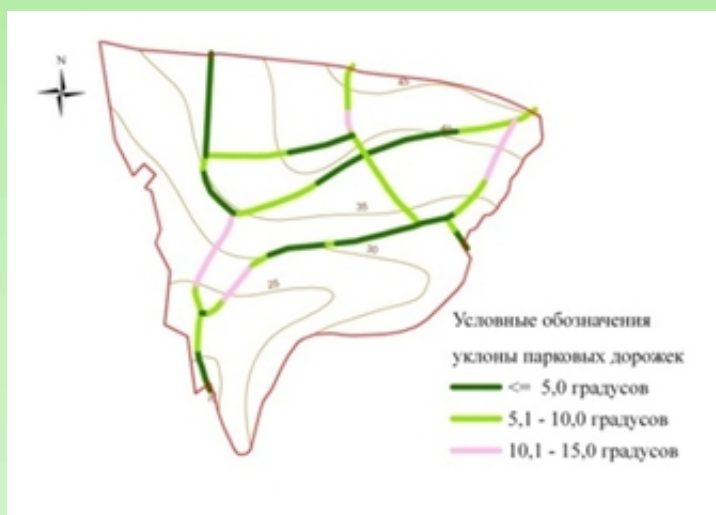 N
45
40
35
30
25
Условные обозначения
уклоны парковых дорожек
<= 5,0 градусов
5,1 - 10,0 градусов
10,1 - 15,0 градусов